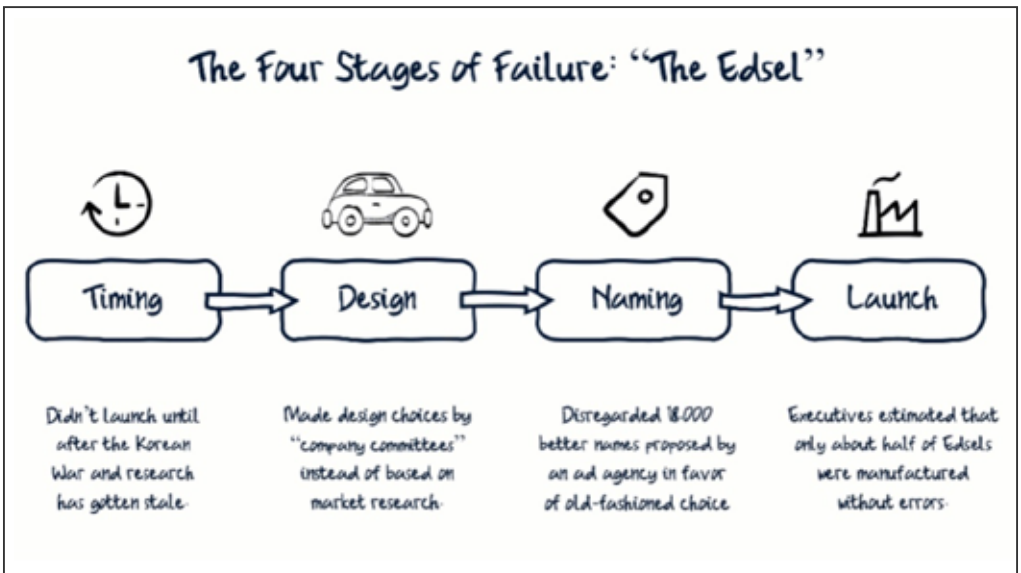 The Four Stages of Failure: “The Edsel”
Timing
Design
Naming
Launch
Didn't launch until
after the Korean
War and research
has gotten stale.
Made design choices by
“company committees”
instead of based on
market research.
Disregarded 18.000
better names proposed by
an ad agency in favor
of old-fashioned choice
Executives estimated that
only about half of Edsels
were manufactured
without errors.